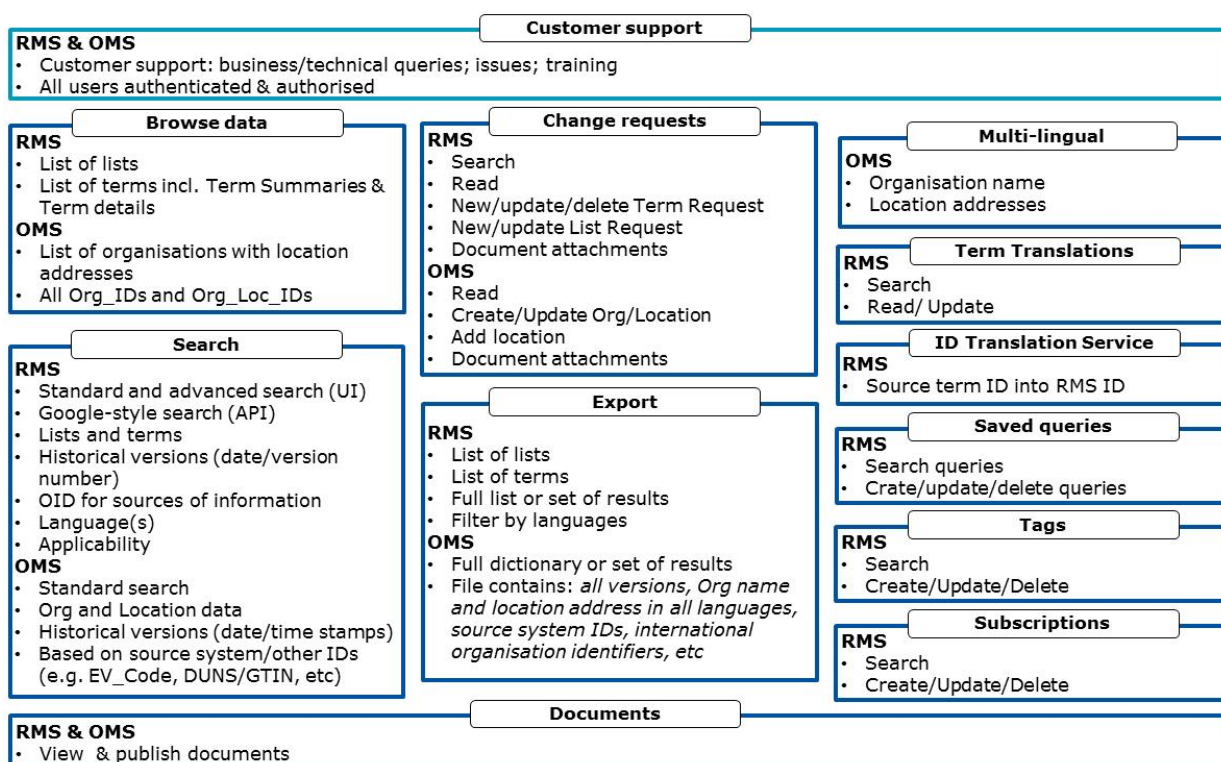 Customer support
RMS & OMS
• Customer support: business/technical queries; issues; training
• All users authenticated & authorised
Browse data
RMS
• List of lists
• List of terms incl. Term Summaries &
Term details
OMS
• List of organisations with location
addresses
• All Org_IDs and Org_Loc_IDs
Search
RMS
• Standard and advanced search (UI)
• Google-style search (API)
• Lists and terms
• Historical versions (date/version
number)
• OID for sources of information
• Language(s)
• Applicability
OMS
• Standard search
• Org and Location data
• Historical versions (date/time stamps)
• Based on source system/other IDs
(e.g. EV_Code, DUNS/GTIN, etc)
Change requests
RMS
• Search
• Read
• New/update/delete Term Request
• New/update List Request
• Document attachments
OMS
• Read
• Create/Update Org/Location
• Add location
• Document attachments
Export
RMS
• List of lists
• List of terms
• Full list or set of results
• Filter by languages
OMS
• Full dictionary or set of results
• File contains: all versions, Org name
and location address in all languages,
source system IDs, international
organisation identifiers, etc
Multi-lingual
OMS
• Organisation name
• Location addresses
Term Translations
RMS
• Search
• Read/ Update
ID Translation Service
RMS
• Source term ID into RMS ID
Saved queries
RMS
• Search queries
• Crate/update/delete queries
Tags
RMS
• Search
• Create/Update/Delete
Subscriptions
RMS
• Search
• Create/Update/Delete
Documents
RMS & OMS
• View & publish documents